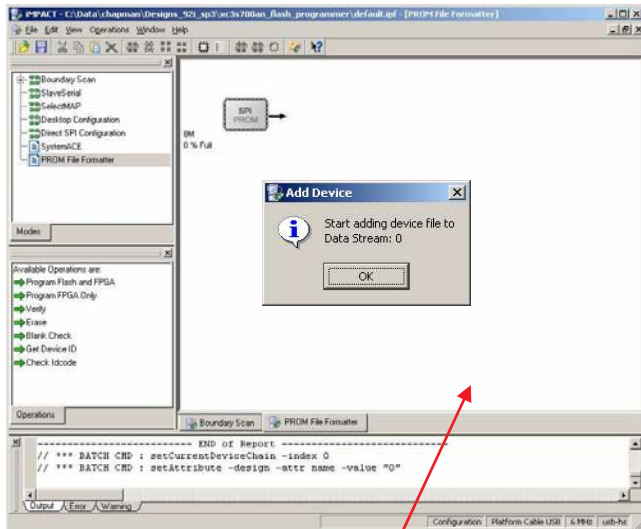 iMPACT - C:\Data\chapman\Designs_92i_sp3\xc3s700an_flash_programmer\default.ipf - [PROM File Formatter]
File Edit View Operations Window Help
Boundary Scan
SlaveSerial
SelectMAP
Desktop Configuration
Direct SPI Configuration
SystemACE
PROM File Formatter
Modes
SPI
PROM
8M
0 % Full
Add Device
Start adding device file to
Data Stream: 0
OK
Available Operations are:
Program Flash and FPGA
Program FPGA Only
Verify
Erase
Blank Check
Get Device ID
Check Idcode
Operations
Boundary Scan PROM File Formatter
---------------------------- END of Report ----------------------------
// *** BATCH CMD : setCurrentDeviceChain -index 0
// *** BATCH CMD : setAttribute -design -attr name -value "0"
Output Error Warning
Configuration Platform Cable USB 6 MHz usb-hs